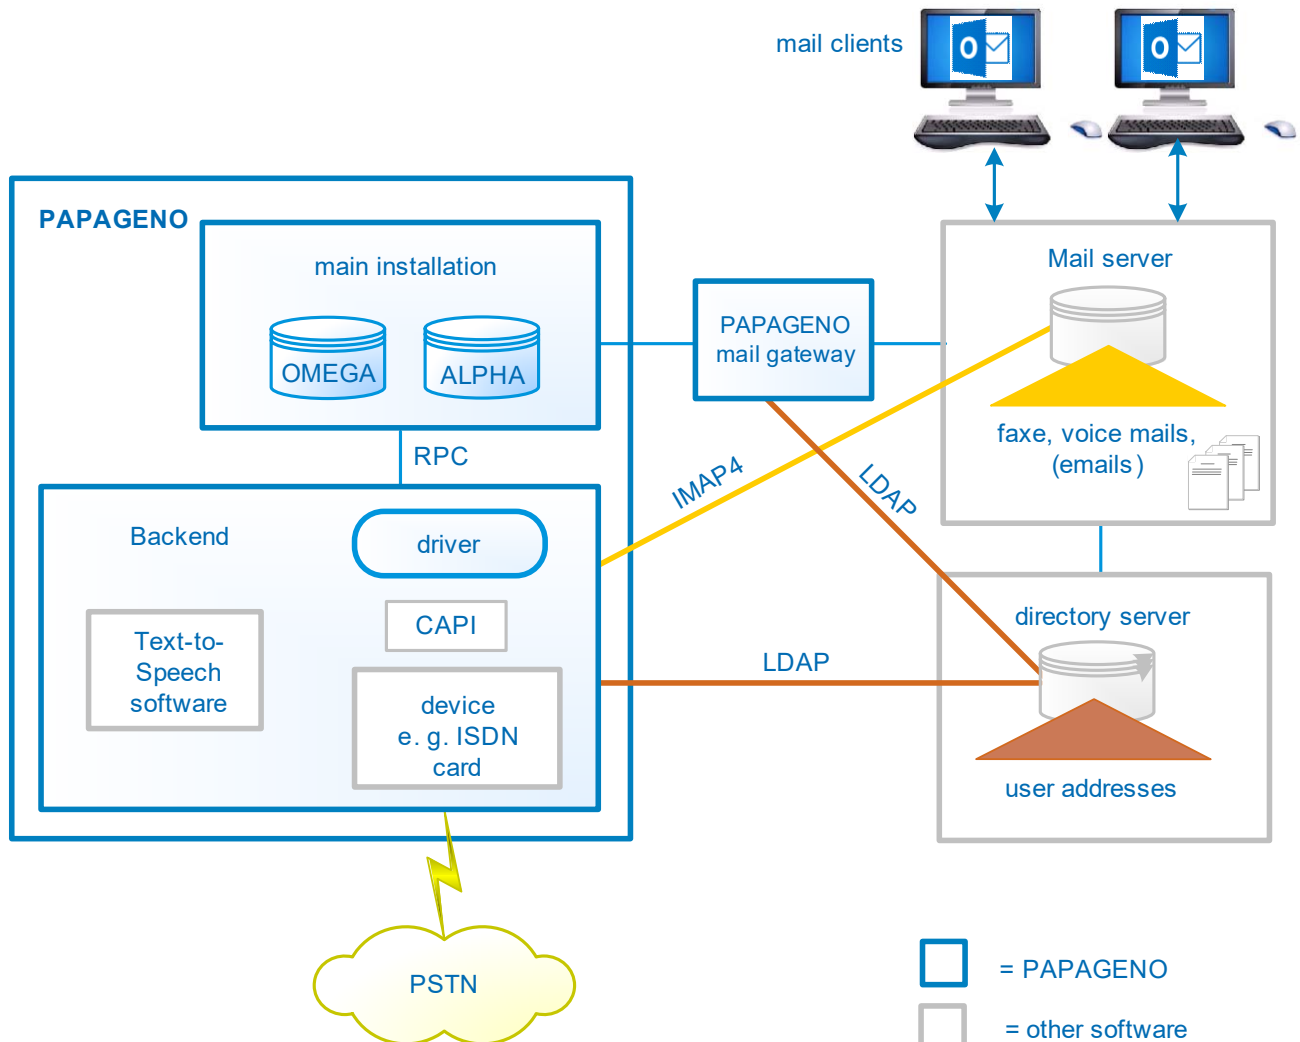 mail clients
O
O
PAPAGENO
main installation
OMEGA
ALPHA
PAPAGENO
mail gateway
Mail server
faxe, voice mails,
(emails)
RPC
IMAP4
LDAP
Backend
driver
CAPI
Text-to-
Speech
software
device
e. g. ISDN
card
LDAP
directory server
user addresses
PSTN
= PAPAGENO
= other software